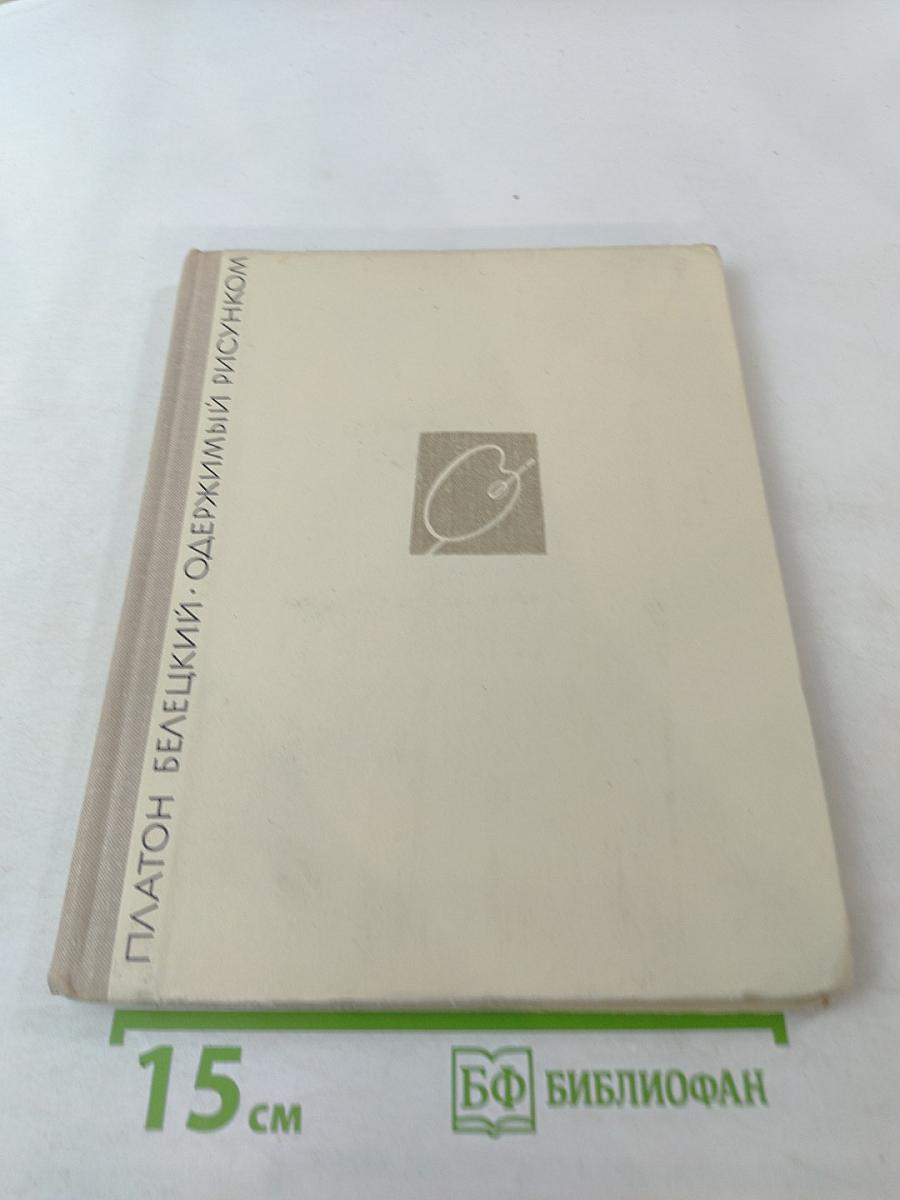 ПЛАТОН БЕЛЕЦКИЙ · ОДЕРЖИМЫЙ РИСУНКОМ
15 см
БФ БИБЛИОФАН